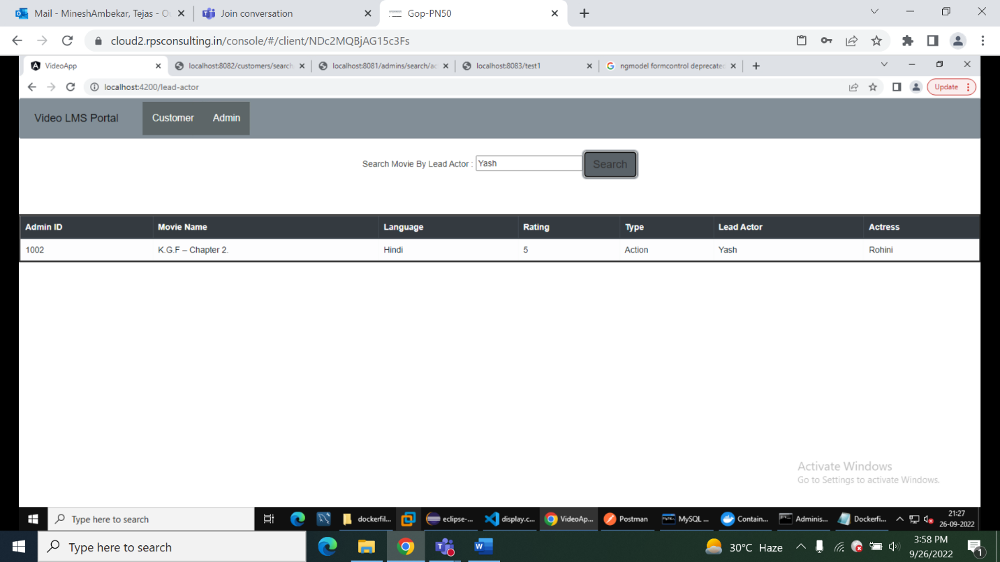 Mail - MineshAmbekar, Tejas - O
Join conversation
Gop-PN50
cloud2.rpsconsulting.in/console/#/client/NDc2MQBjAG15c3Fs
VideoApp
localhost:8082/customers/search
localhost:8081/admins/search/ac
localhost:8083/test1
ngmodel formcontrol deprecated
localhost:4200/lead-actor
Update
Video LMS Portal
Customer
Admin
Search Movie By Lead Actor : Yash
Search
Admin ID Movie Name Language Rating Type Lead Actor Actress
1002 K.G.F – Chapter 2. Hindi 5 Action Yash Rohini
Activate Windows
Go to Settings to activate Windows.
Type here to search
dockerfil...
eclipse-...
display.c...
VideoAp...
Postman
MySQL ...
Contain...
Adminis...
Dockerfi...
21:27
26-09-2022
Type here to search
30°C Haze
3:58 PM
9/26/2022
1